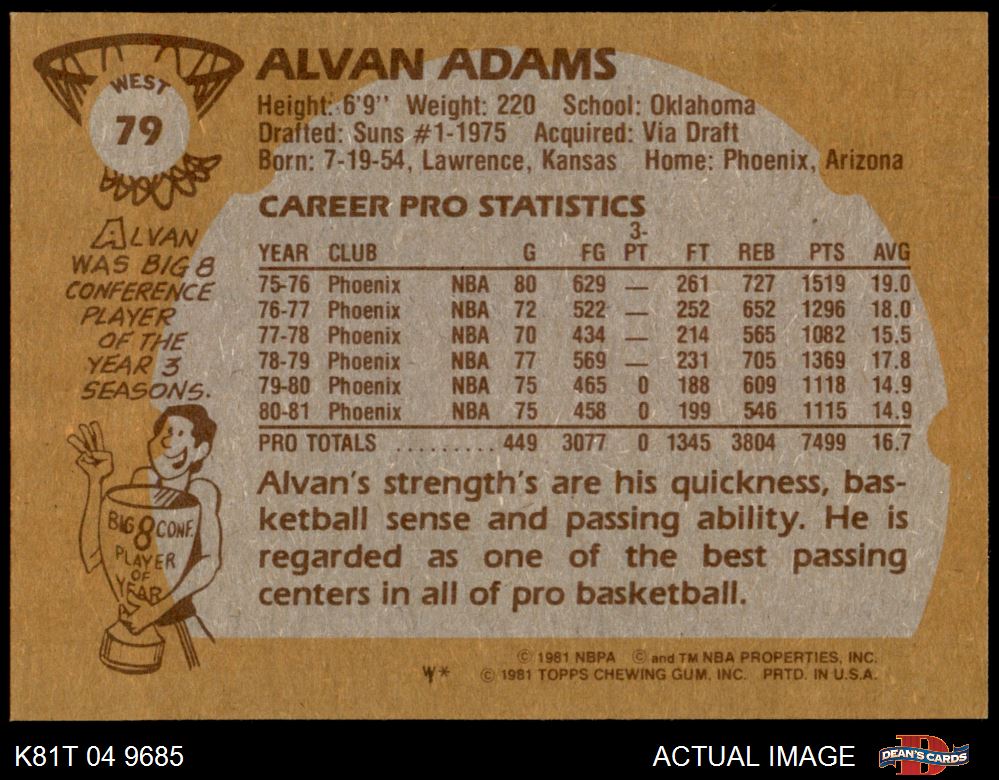 WEST
79
ALVAN ADAMS
Height: 6'9" Weight: 220 School: Oklahoma
Drafted: Suns #1-1975 Acquired: Via Draft
Born: 7-19-54, Lawrence, Kansas Home: Phoenix, Arizona
ALVAN
WAS BIG 8
CONFERENCE
PLAYER
OF THE
YEAR 3
SEASONS.
BIG 8 CONF.
PLAYER
OF
YEAR
CAREER PRO STATISTICS
3-
YEAR CLUB G FG PT FT REB PTS AVG
75-76 Phoenix NBA 80 629 — 261 727 1519 19.0
76-77 Phoenix NBA 72 522 — 252 652 1296 18.0
77-78 Phoenix NBA 70 434 — 214 565 1082 15.5
78-79 Phoenix NBA 77 569 — 231 705 1369 17.8
79-80 Phoenix NBA 75 465 0 188 609 1118 14.9
80-81 Phoenix NBA 75 458 0 199 546 1115 14.9
PRO TOTALS .......... 449 3077 0 1345 3804 7499 16.7
Alvan's strength's are his quickness, bas-
ketball sense and passing ability. He is
regarded as one of the best passing
centers in all of pro basketball.
© 1981 NBPA © and TM NBA PROPERTIES, INC.
© 1981 TOPPS CHEWING GUM, INC. PRTD. IN U.S.A.
K81T 04 9685 ACTUAL IMAGE DEAN'S CARDS